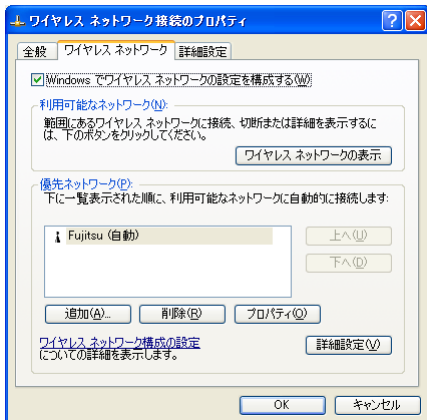 ワイヤレス ネットワーク接続のプロパティ
全般 ワイヤレス ネットワーク 詳細設定
Windows でワイヤレス ネットワークの設定を構成する(W)
利用可能なネットワーク(N):
範囲にあるワイヤレス ネットワークに接続、切断または詳細を表示するに
は、下のボタンをクリックしてください。
ワイヤレス ネットワークの表示
優先ネットワーク(P):
下に一覧表示された順に、利用可能なネットワークに自動的に接続します:
Fujitsu (自動)
上へ(U)
下へ(D)
追加(A)... 削除(R) プロパティ(O)
ワイヤレス ネットワーク構成の設定
についての詳細を表示します。
詳細設定(V)
OK キャンセル